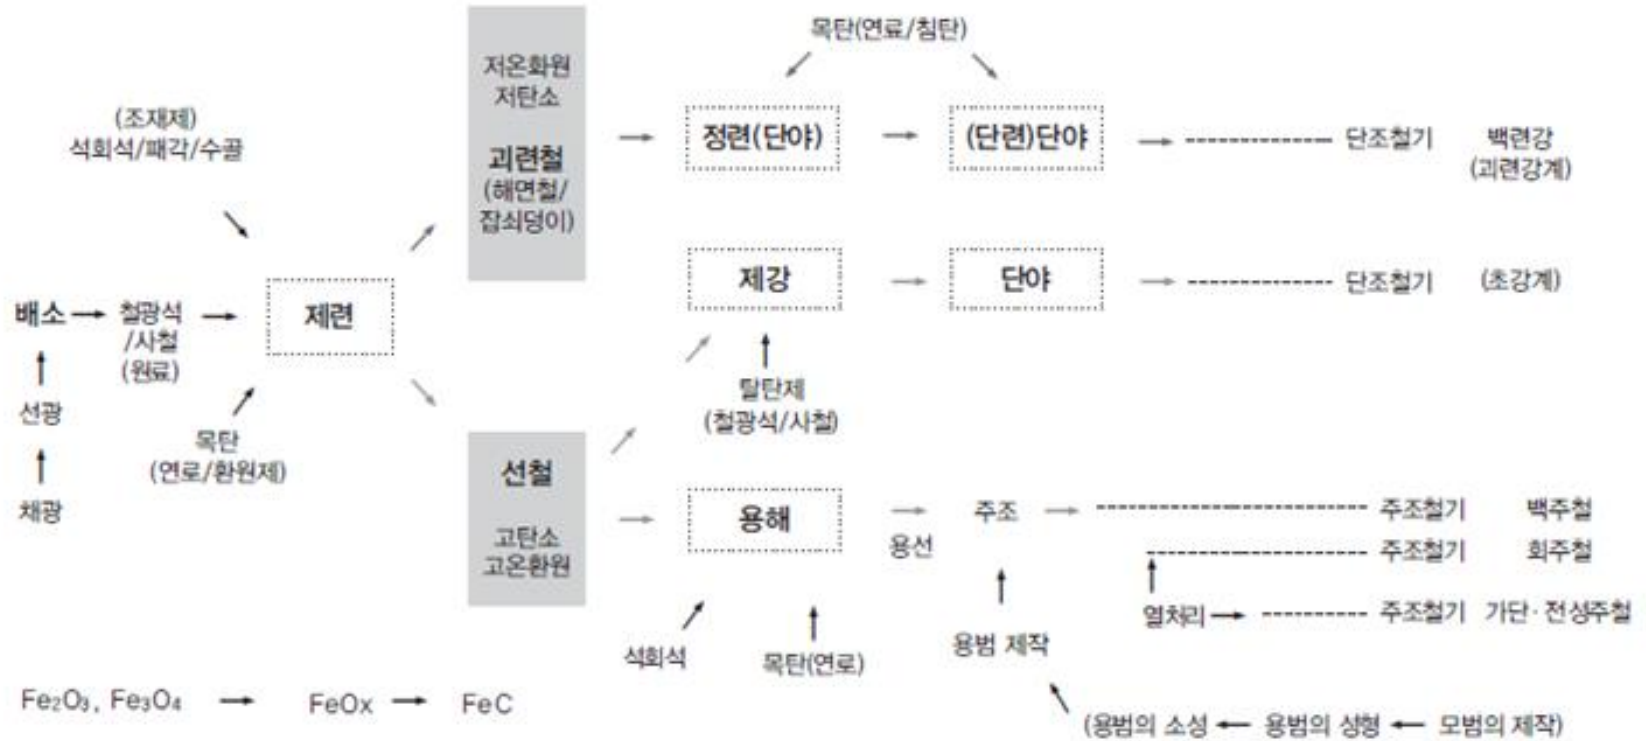 목탄(연료/침탄)
저온화원
저탄소
괴련철
(해면철/
잡쇠덩이)
(조재제)
석회석/패각/수골
정련(단야)
(단련)단야
단조철기
백련강
(괴련강계)
제강
단야
단조철기
(초강계)
배소
철광석
/사철
(원료)
제련
선광
탈탄제
(철광석/사철)
목탄
(연로/환원제)
채광
선철
고탄소
고온환원
용해
용선
주조
주조철기
백주철
주조철기
회주철
열처리
주조철기
가단·전성주철
석회석
목탄(연로)
용범 제작
Fe₂O₃, Fe₃O₄
FeOx
FeC
(용범의 소성
용범의 성형
모범의 제작)